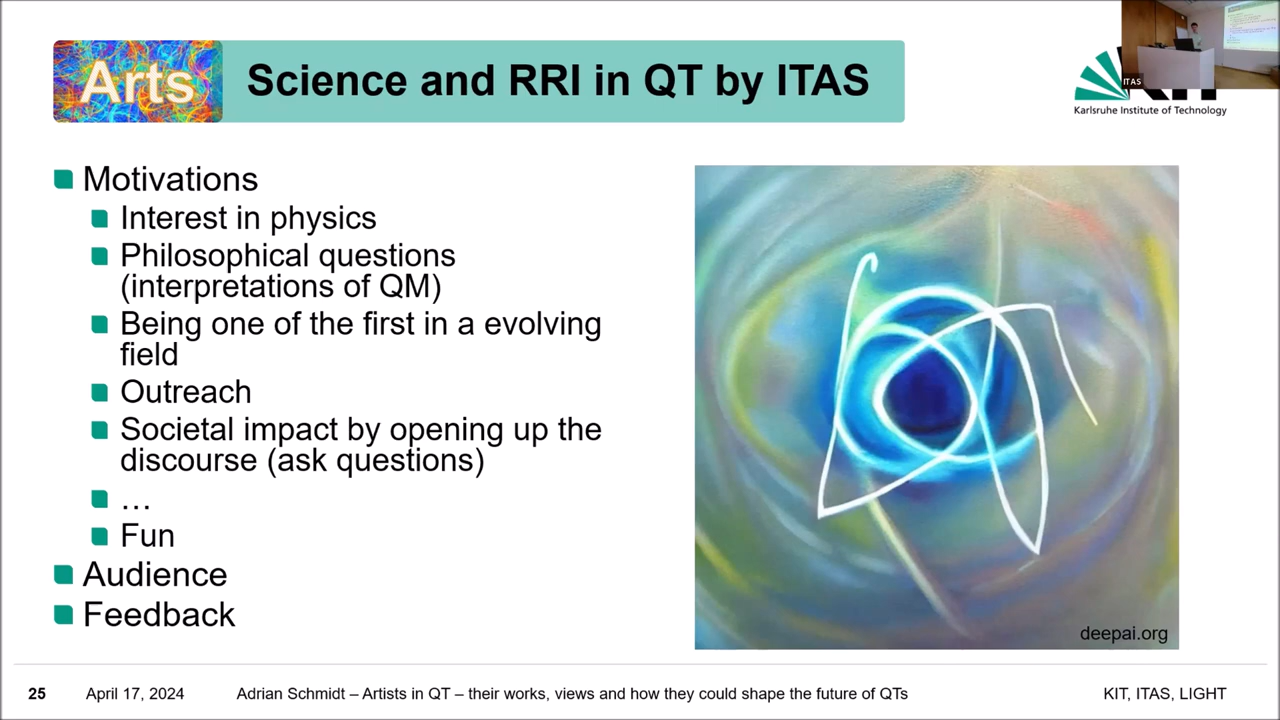 Arts
Science and RRI in QT by ITAS
ITAS
Karlsruhe Institute of Technology
Motivations
Interest in physics
Philosophical questions
(interpretations of QM)
Being one of the first in a evolving
field
Outreach
Societal impact by opening up the
discourse (ask questions)
…
Fun
Audience
Feedback
deepai.org
25 April 17, 2024 Adrian Schmidt – Artists in QT – their works, views and how they could shape the future of QTs KIT, ITAS, LIGHT